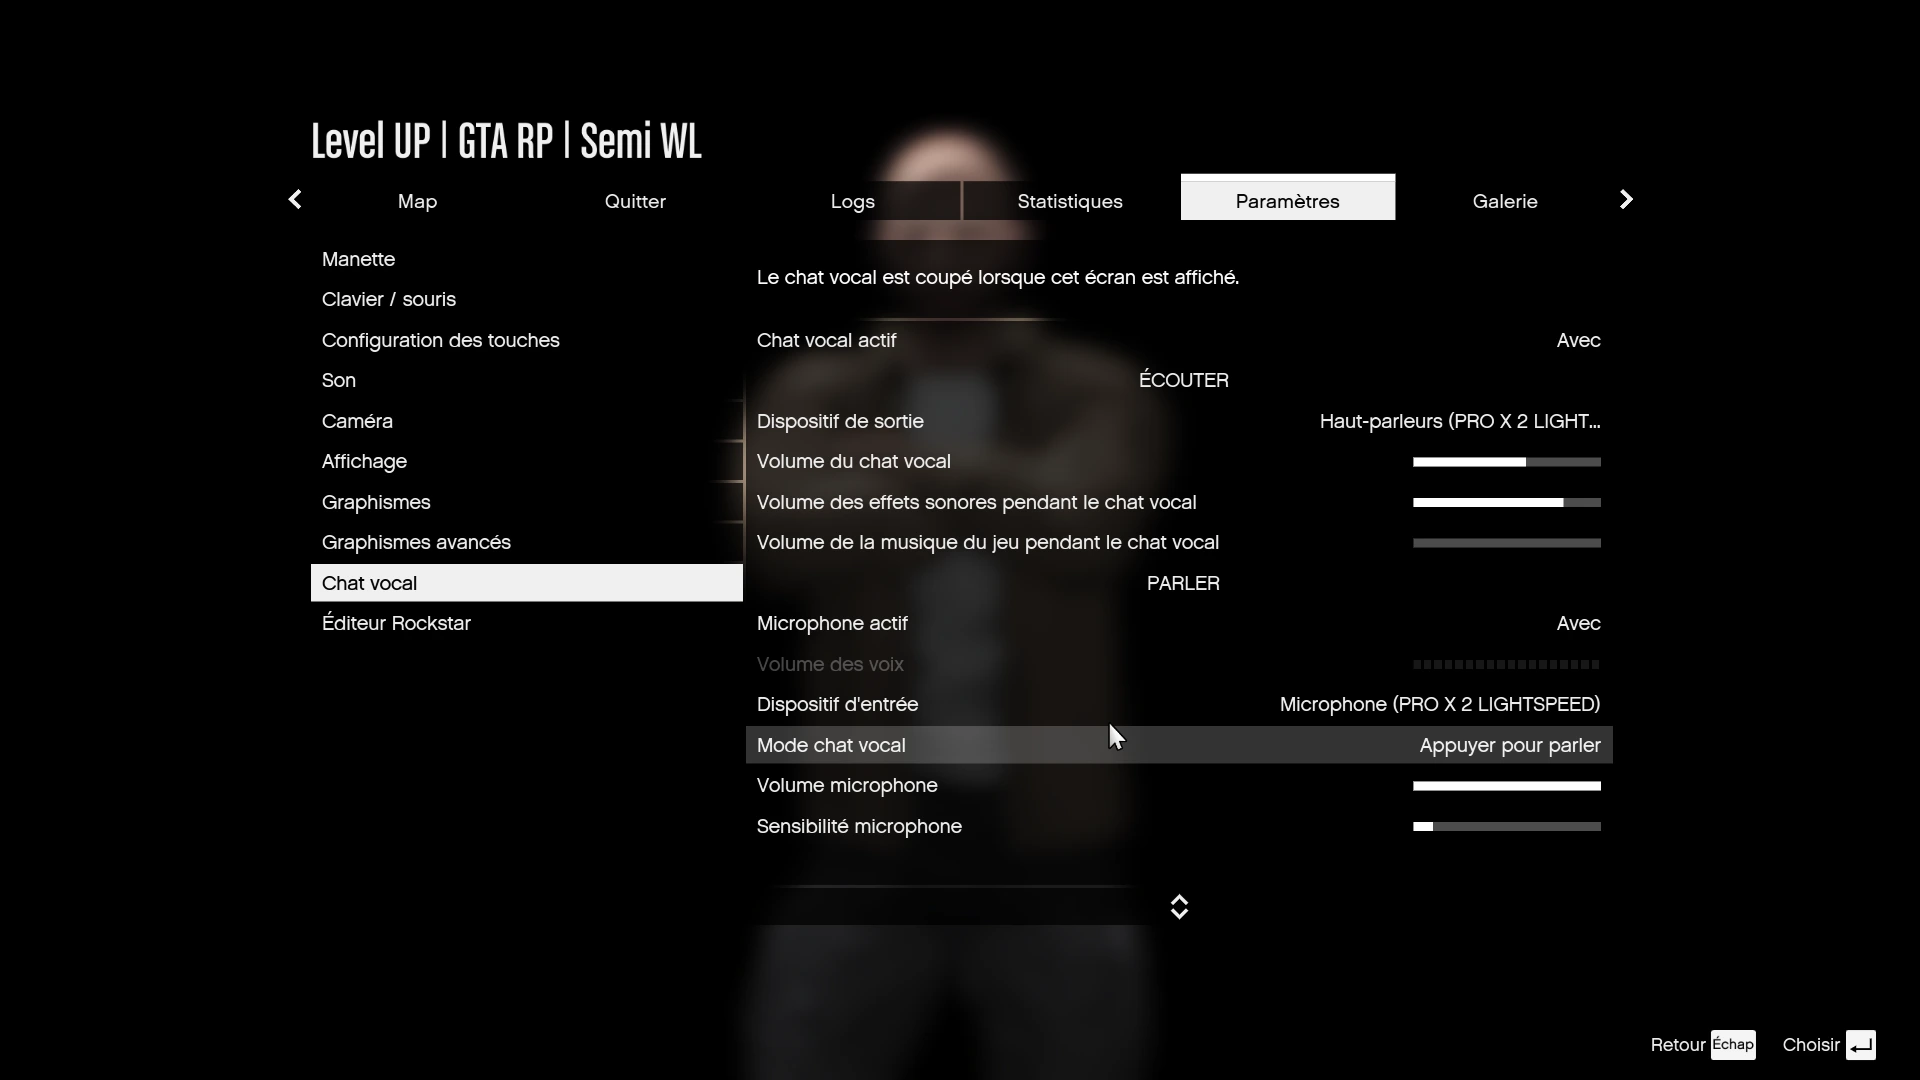 Level UP | GTA RP | Semi WL
Map Quitter Logs Statistiques Paramètres Galerie
Manette
Clavier / souris
Configuration des touches
Son
Caméra
Affichage
Graphismes
Graphismes avancés
Chat vocal
Éditeur Rockstar
Le chat vocal est coupé lorsque cet écran est affiché.
Chat vocal actif Avec
ÉCOUTER
Dispositif de sortie Haut-parleurs (PRO X 2 LIGHT...
Volume du chat vocal
Volume des effets sonores pendant le chat vocal
Volume de la musique du jeu pendant le chat vocal
PARLER
Microphone actif Avec
Volume des voix
Dispositif d'entrée Microphone (PRO X 2 LIGHTSPEED)
Mode chat vocal Appuyer pour parler
Volume microphone
Sensibilité microphone
Retour Échap Choisir